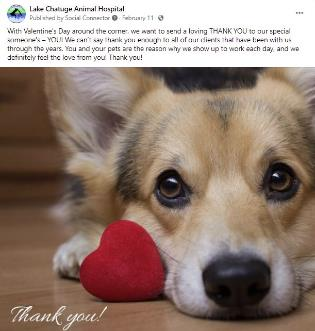 Lake Chatuge Animal Hospital
Published by Social Connector · February 11 ·
With Valentine's Day around the corner, we want to send a loving THANK YOU to our special
someone's – YOU! We can't say thank you enough to all of our clients that have been with us
through the years. You and your pets are the reason why we show up to work each day, and we
definitely feel the love from you! Thank you!
Thank you!